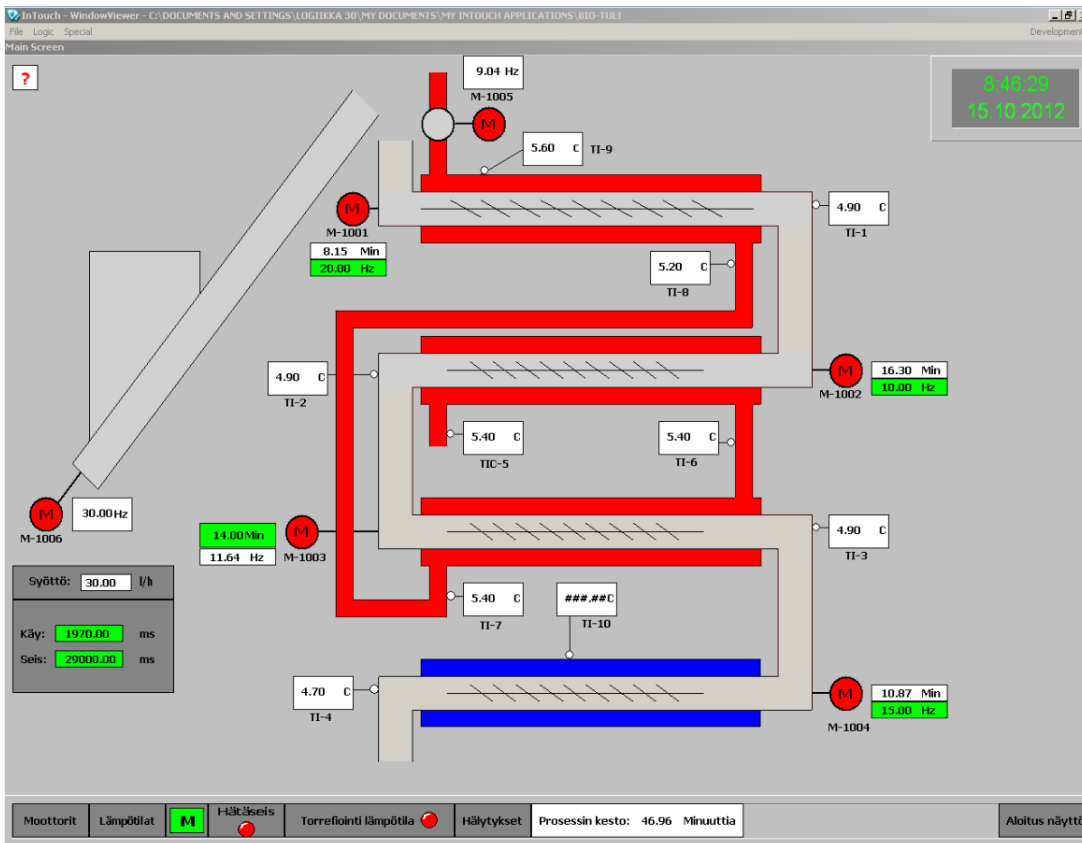 InTouch - WindowViewer - C:\DOCUMENTS AND SETTINGS\LOGIIKKA 30\MY DOCUMENTS\MY INTOUCH APPLICATIONS\BIO-TULI
File Logic Special Development
Main Screen
?
9.04 Hz
M-1005
M
8:46:29
15.10.2012
5.60 C TI-9
M
M-1001
8.15 Min
20.00 Hz
4.90 C
TI-1
5.20 C
TI-8
4.90 C
TI-2
M
M-1002
16.30 Min
10.00 Hz
5.40 C
TIC-5
5.40 C
TI-6
M
M-1006
30.00Hz
14.00Min
11.64 Hz
M
M-1003
4.90 C
TI-3
Syöttö: 30.00 l/h
Käy: 1970.00 ms
Seis: 29000.00 ms
5.40 C
TI-7
###.##C
TI-10
4.70 C
TI-4
M
M-1004
10.87 Min
15.00 Hz
Moottorit Lämpötilat M Hätäseis Torrefiointi lämpötila Hälytykset Prosessin kesto: 46.96 Minuuttia Aloitus näyttö